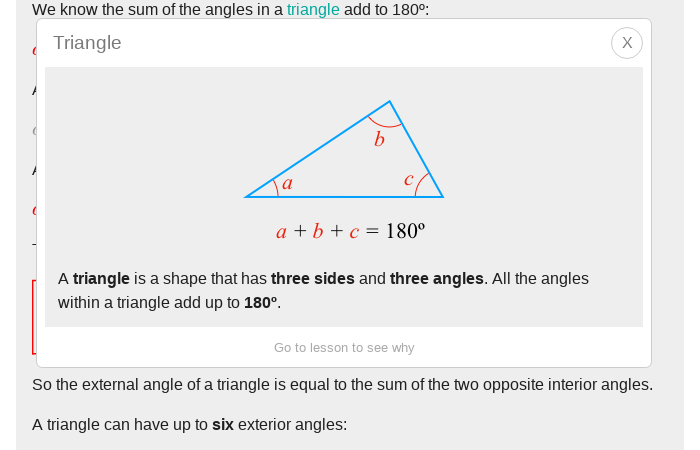 We know the sum of the angles in a triangle add to 180º:
Triangle
X
b
a
c
a + b + c = 180º
A triangle is a shape that has three sides and three angles. All the angles
within a triangle add up to 180º.
Go to lesson to see why
So the external angle of a triangle is equal to the sum of the two opposite interior angles.
A triangle can have up to six exterior angles: